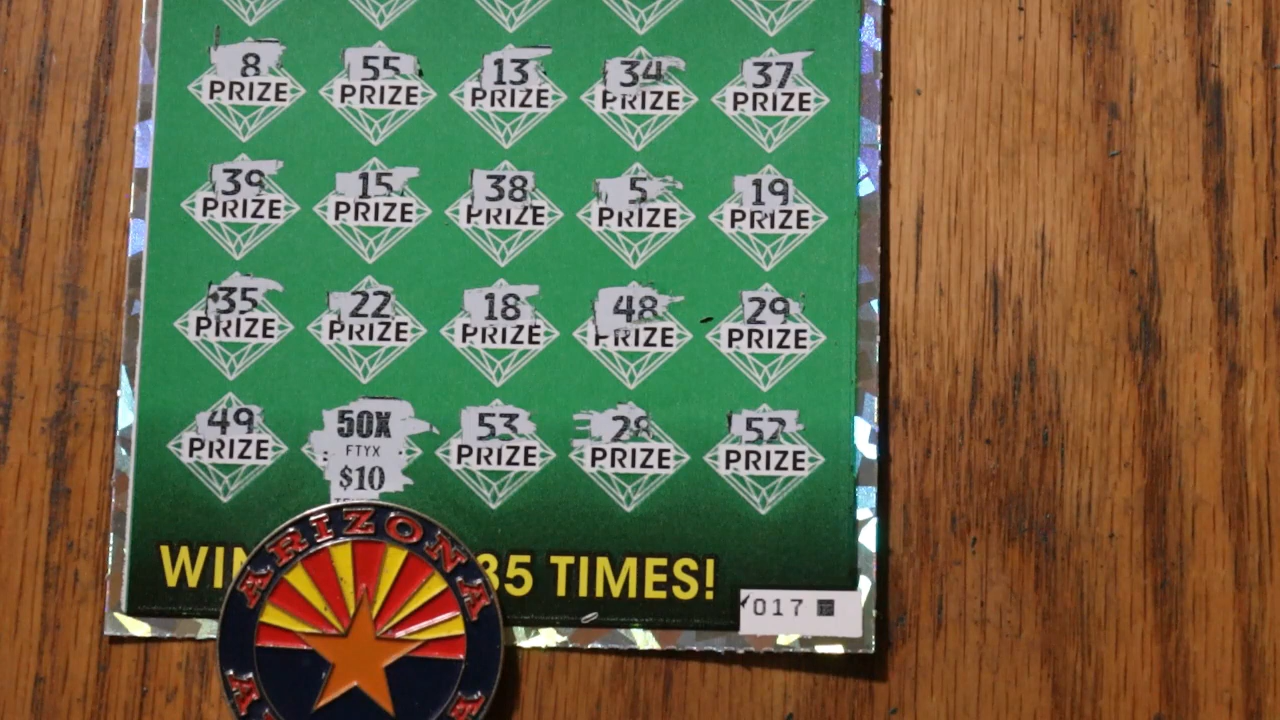 8 55 13 34 37
PRIZE PRIZE PRIZE PRIZE PRIZE
39 15 38 5 19
PRIZE PRIZE PRIZE PRIZE PRIZE
35 22 18 48 29
PRIZE PRIZE PRIZE PRIZE PRIZE
49 50X 53 28 52
PRIZE FTYX PRIZE PRIZE PRIZE
$10
WIN 35 TIMES!
017
ARIZONA